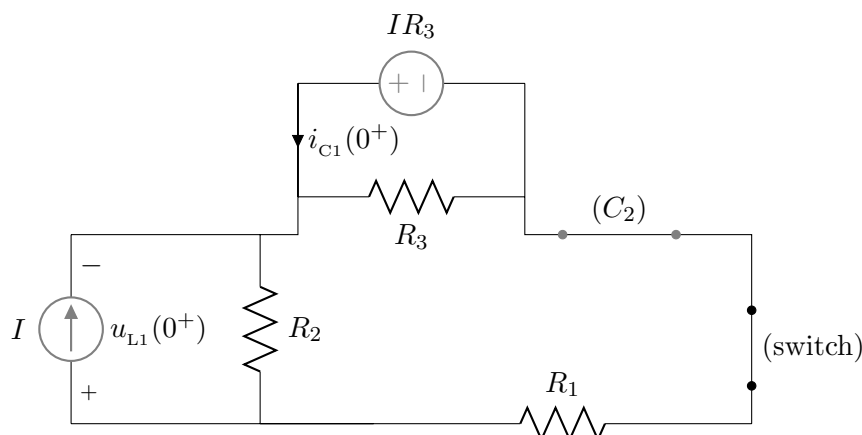 IR₃
+ −
i_C1(0⁺)
R₃
(C₂)
−
I
u_L1(0⁺)
R₂
(switch)
+
R₁